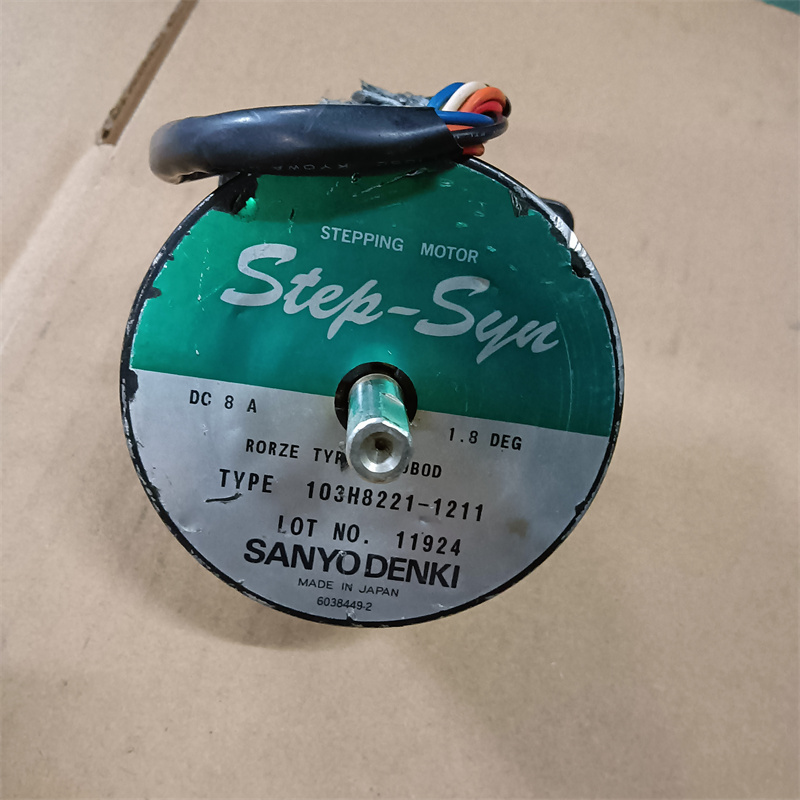 KYOWA
STEPPING MOTOR
Step-Syn
DC 8 A
1.8 DEG
RORZE
TYPE 103H8221-1211
LOT NO. 11924
SANYO DENKI
MADE IN JAPAN
6038449-2